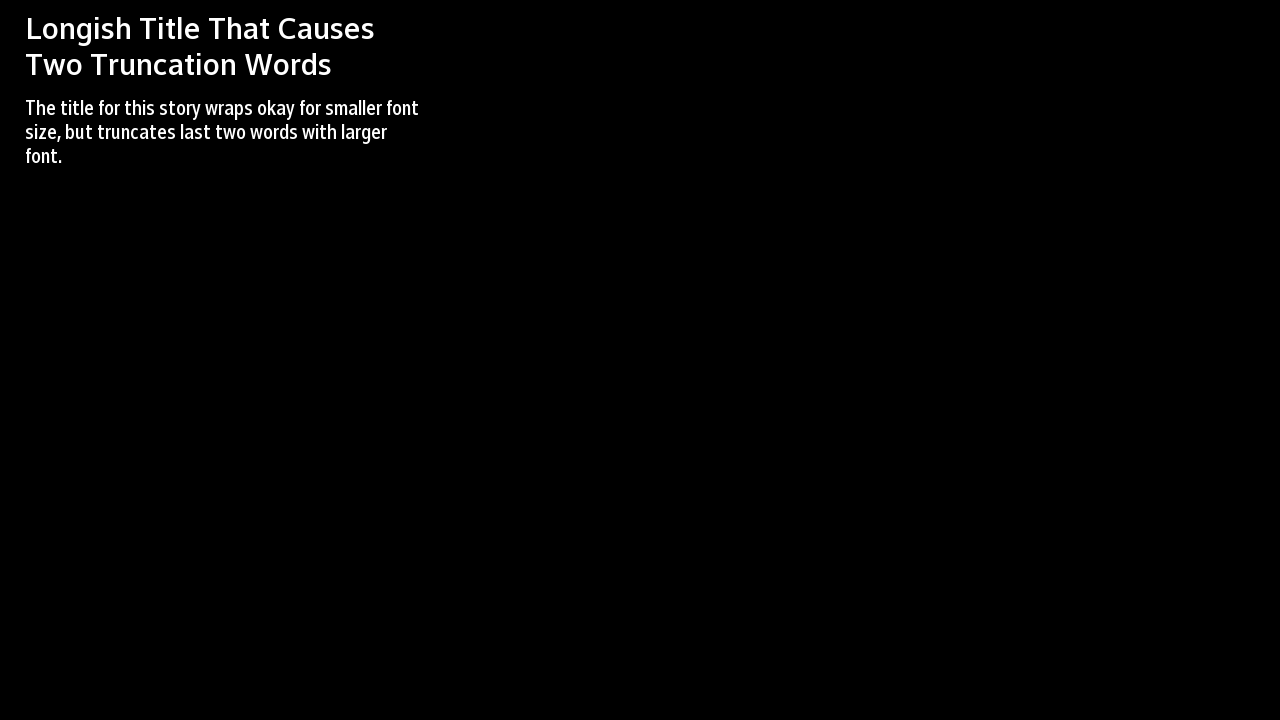 Longish Title That Causes
Two Truncation Words
The title for this story wraps okay for smaller font
size, but truncates last two words with larger
font.